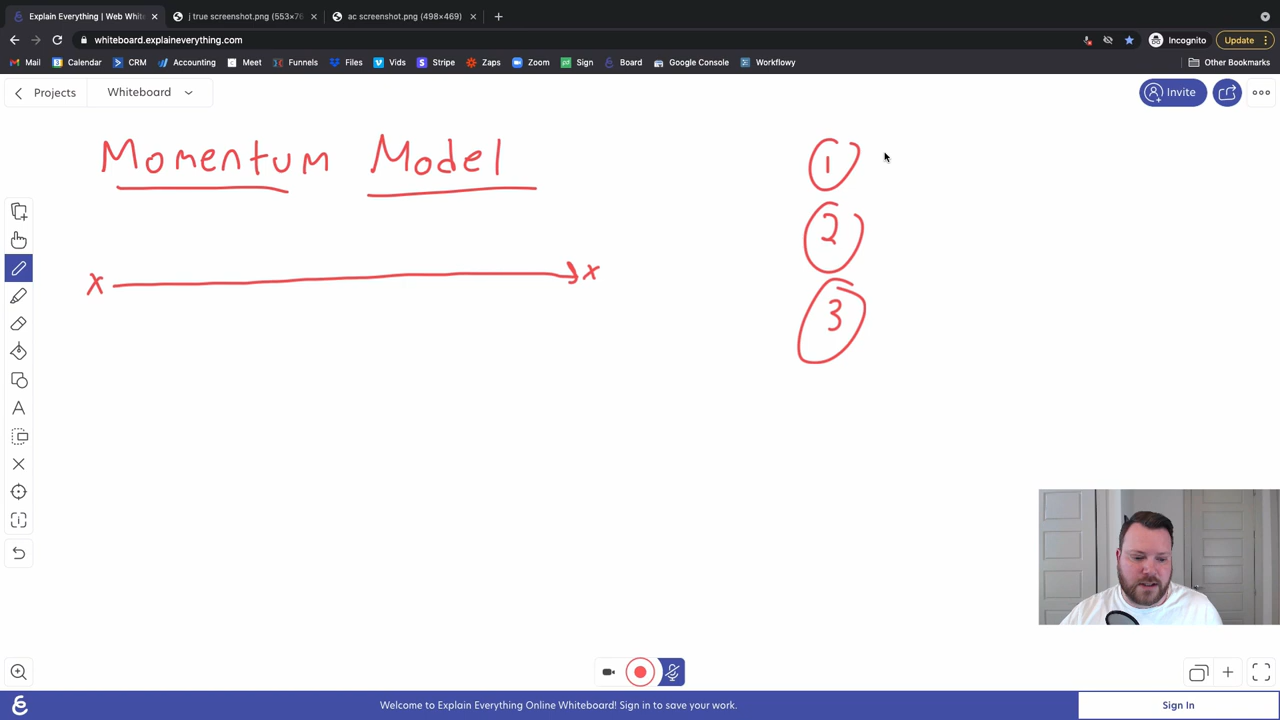 Explain Everything | Web White
j true screenshot.png (553×76
ac screenshot.png (498×469)
whiteboard.explaineverything.com
Incognito
Update
Mail
Calendar
CRM
Accounting
Meet
Funnels
Files
Vids
Stripe
Zaps
Zoom
Sign
Board
Google Console
Workflowy
Other Bookmarks
Projects
Whiteboard
Invite
Momentum Model
1
2
3
x x
A
Welcome to Explain Everything Online Whiteboard! Sign in to save your work.
Sign In